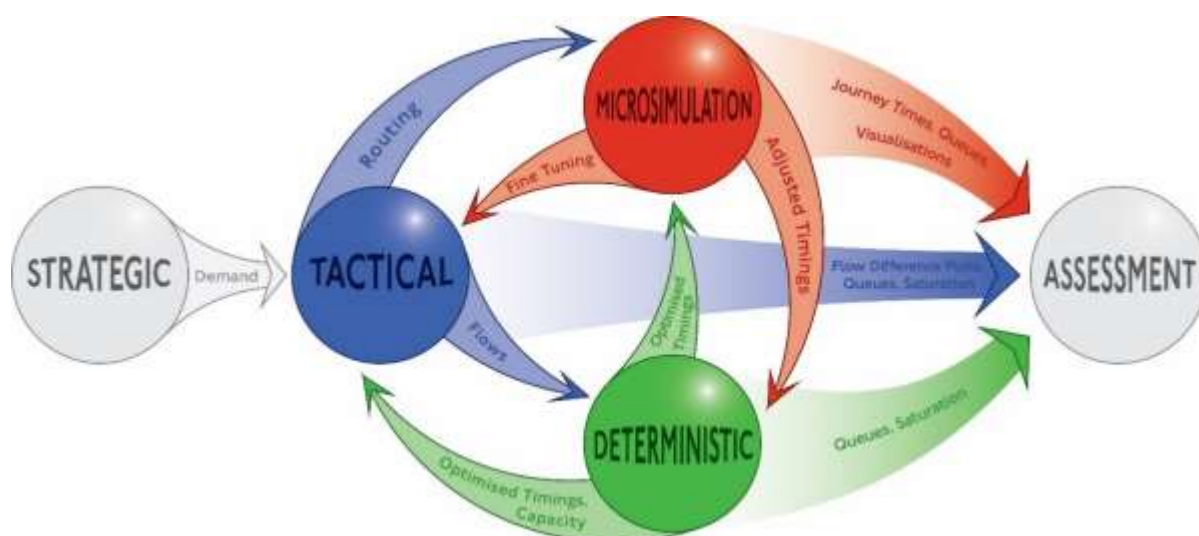 MICROSIMULATION
Routing
Journey Times, Queues,
Visualisations
Fine Tuning
Adjusted Timings
STRATEGIC
Demand
TACTICAL
Flow Difference Plots,
Queues, Saturation
ASSESSMENT
Flows
Optimised
Timings
DETERMINISTIC
Queues, Saturation
Optimised Timings,
Capacity